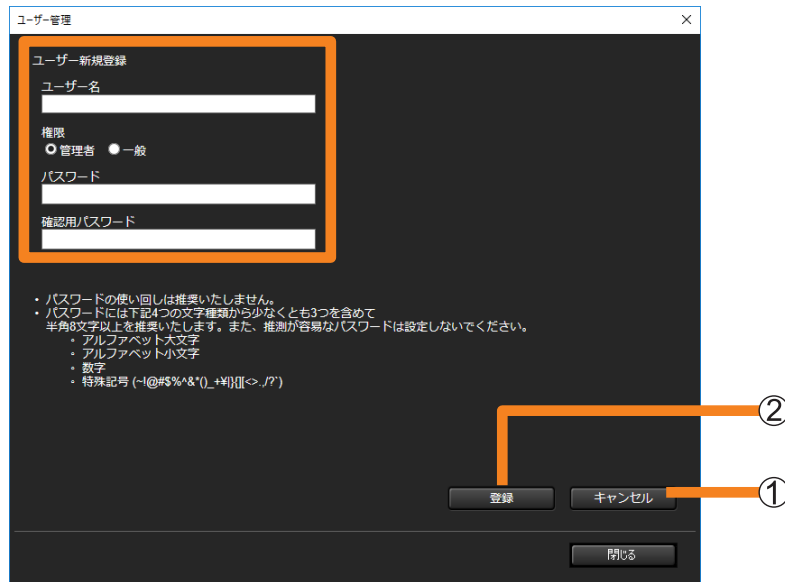 ユーザー管理
ユーザー新規登録
ユーザー名
権限
管理者 一般
パスワード
確認用パスワード
・ パスワードの使い回しは推奨いたしません。
・ パスワードには下記4つの文字種類から少なくとも3つを含めて
半角8文字以上を推奨いたします。また、推測が容易なパスワードは設定しないでください。
◦ アルファベット大文字
◦ アルファベット小文字
◦ 数字
◦ 特殊記号 (~!@#$%^&*()_+¥|}{][<>.,/?`)
②
登録 キャンセル ①
閉じる